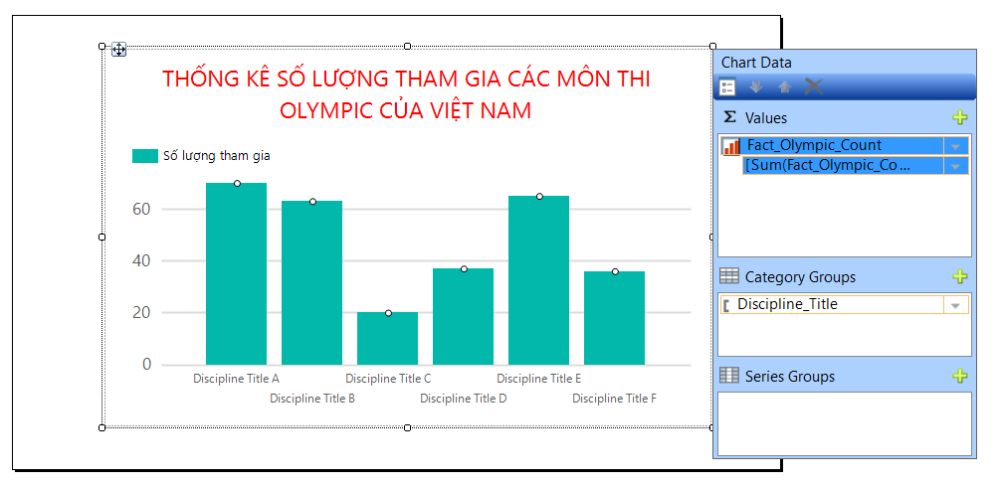 THỐNG KÊ SỐ LƯỢNG THAM GIA CÁC MÔN THI
OLYMPIC CỦA VIỆT NAM
Số lượng tham gia
60
40
20
0
Discipline Title A
Discipline Title B
Discipline Title C
Discipline Title D
Discipline Title E
Discipline Title F
Chart Data
Σ Values
Fact_Olympic_Count
[Sum(Fact_Olympic_Co ...
Category Groups
Discipline_Title
Series Groups